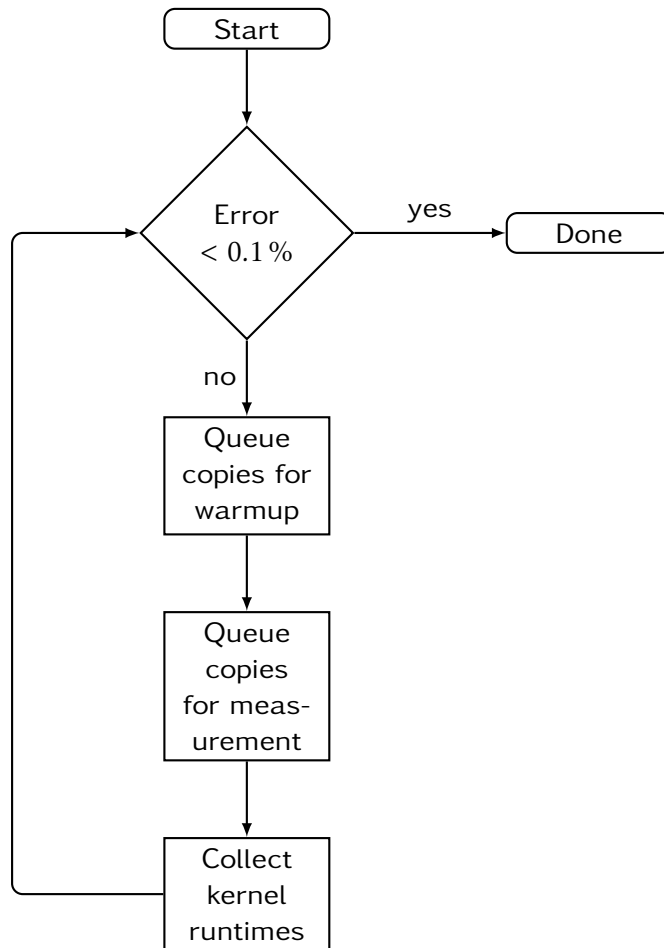 Start
Error
< 0.1 %
yes
Done
no
Queue
copies for
warmup
Queue
copies
for meas-
urement
Collect
kernel
runtimes